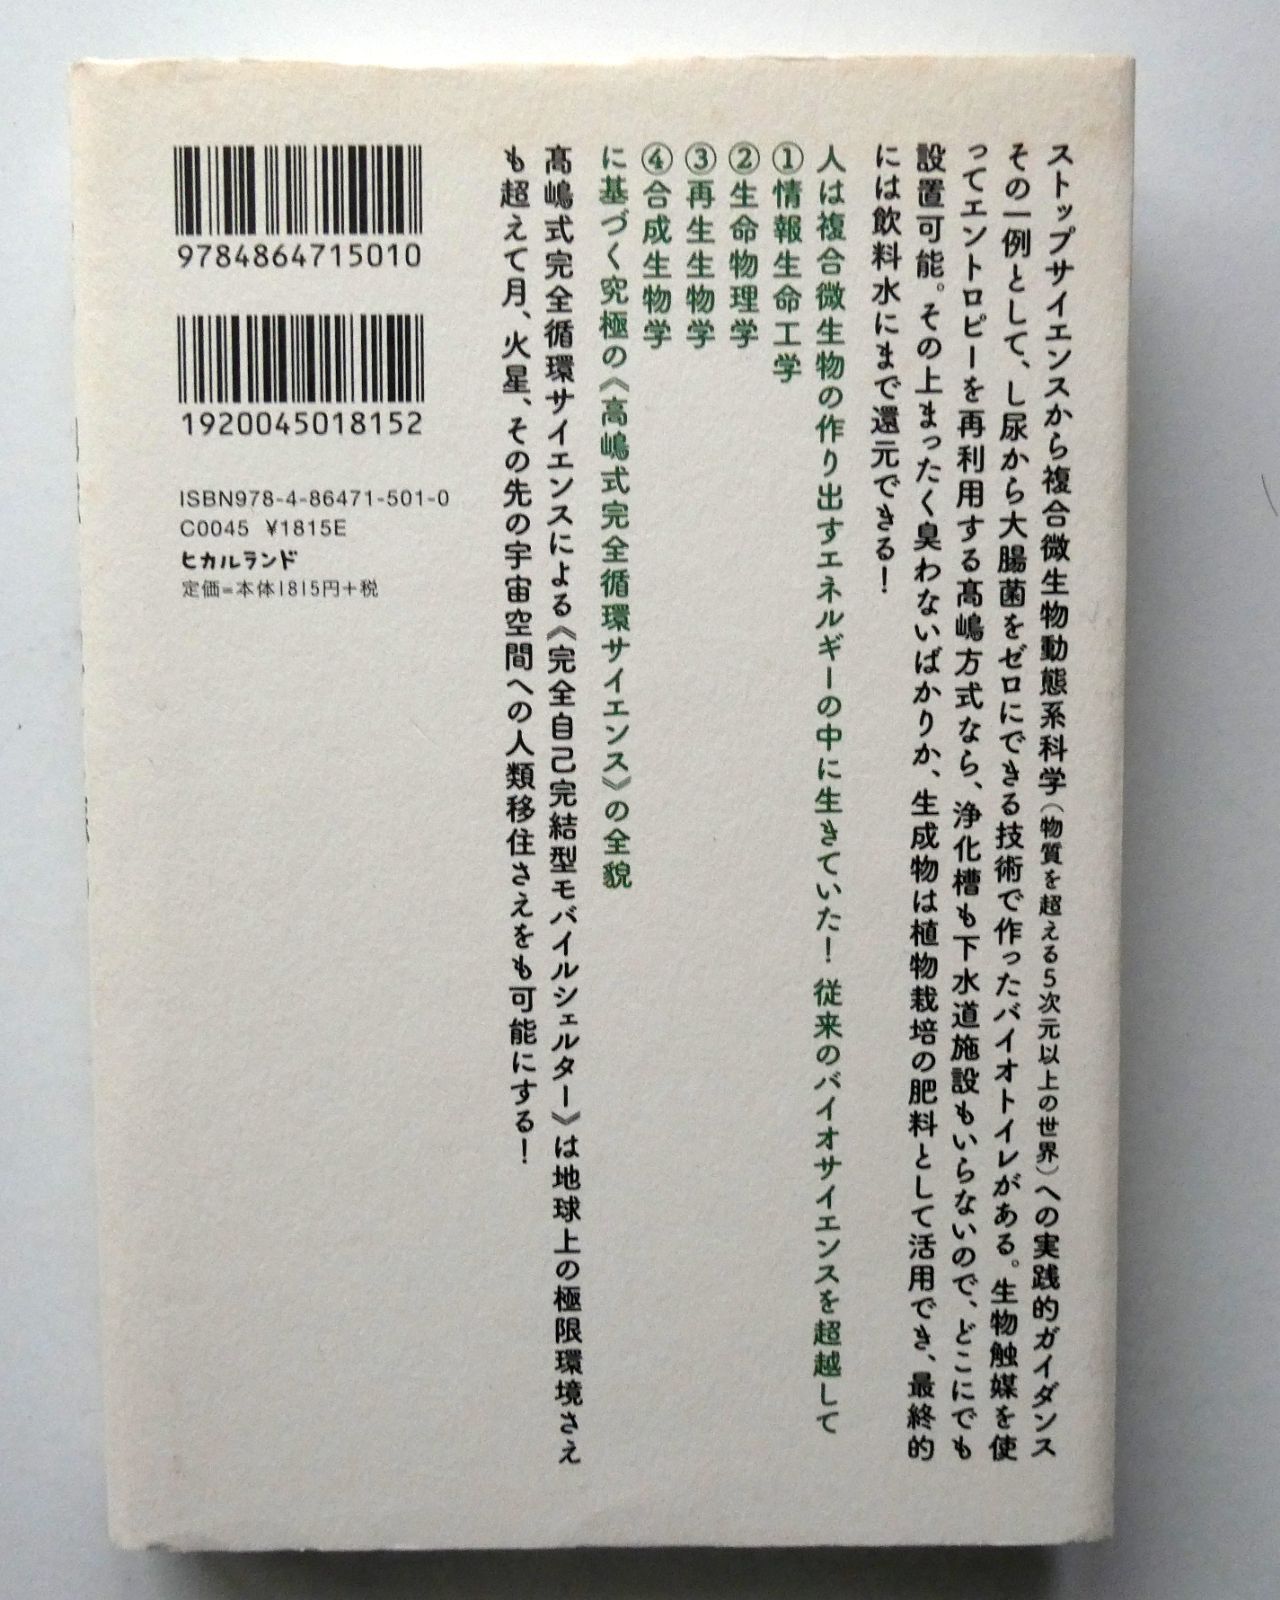 ストップサイエンスから複合微生物動態系科学(物質を超える5次元以上の世界)への実践的ガイダンス
その一例として、し尿から大腸菌をゼロにできる技術で作ったバイオトイレがある。生物触媒を使
ってエントロピーを再利用する髙嶋方式なら、浄化槽も下水道施設もいらないので、どこにでも
設置可能。その上まったく臭わないばかりか、生成物は植物栽培の肥料として活用でき、最終的
には飲料水にまで還元できる!
人は複合微生物の作り出すエネルギーの中に生きていた! 従来のバイオサイエンスを超越して
①情報生命工学
②生命物理学
③再生生物学
④合成生物学
に基づく究極の《髙嶋式完全循環サイエンス》の全貌
髙嶋式完全循環サイエンスによる《完全自己完結型モバイルシェルター》は地球上の極限環境さえ
も超えて月、火星、その先の宇宙空間への人類移住さえをも可能にする!
9784864715010
1920045018152
ISBN978-4-86471-501-0
C0045 ¥1815E
ヒカルランド
定価=本体1815円+税